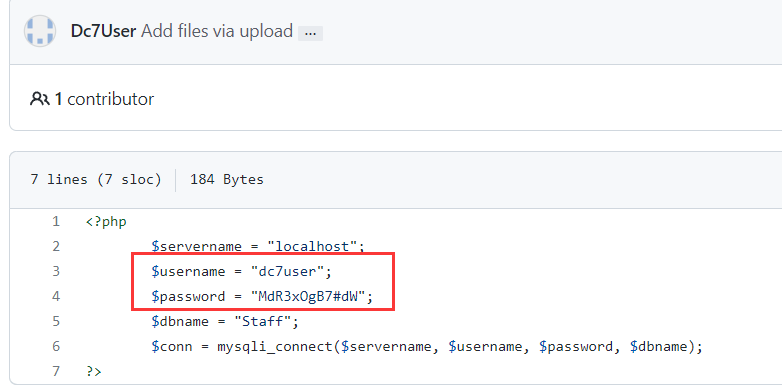 Dc7User Add files via upload ...
1 contributor
7 lines (7 sloc) 184 Bytes
1 <?php
2 $servername = "localhost";
3 $username = "dc7user";
4 $password = "MdR3xOgB7#dW";
5 $dbname = "Staff";
6 $conn = mysqli_connect($servername, $username, $password, $dbname);
7 ?>